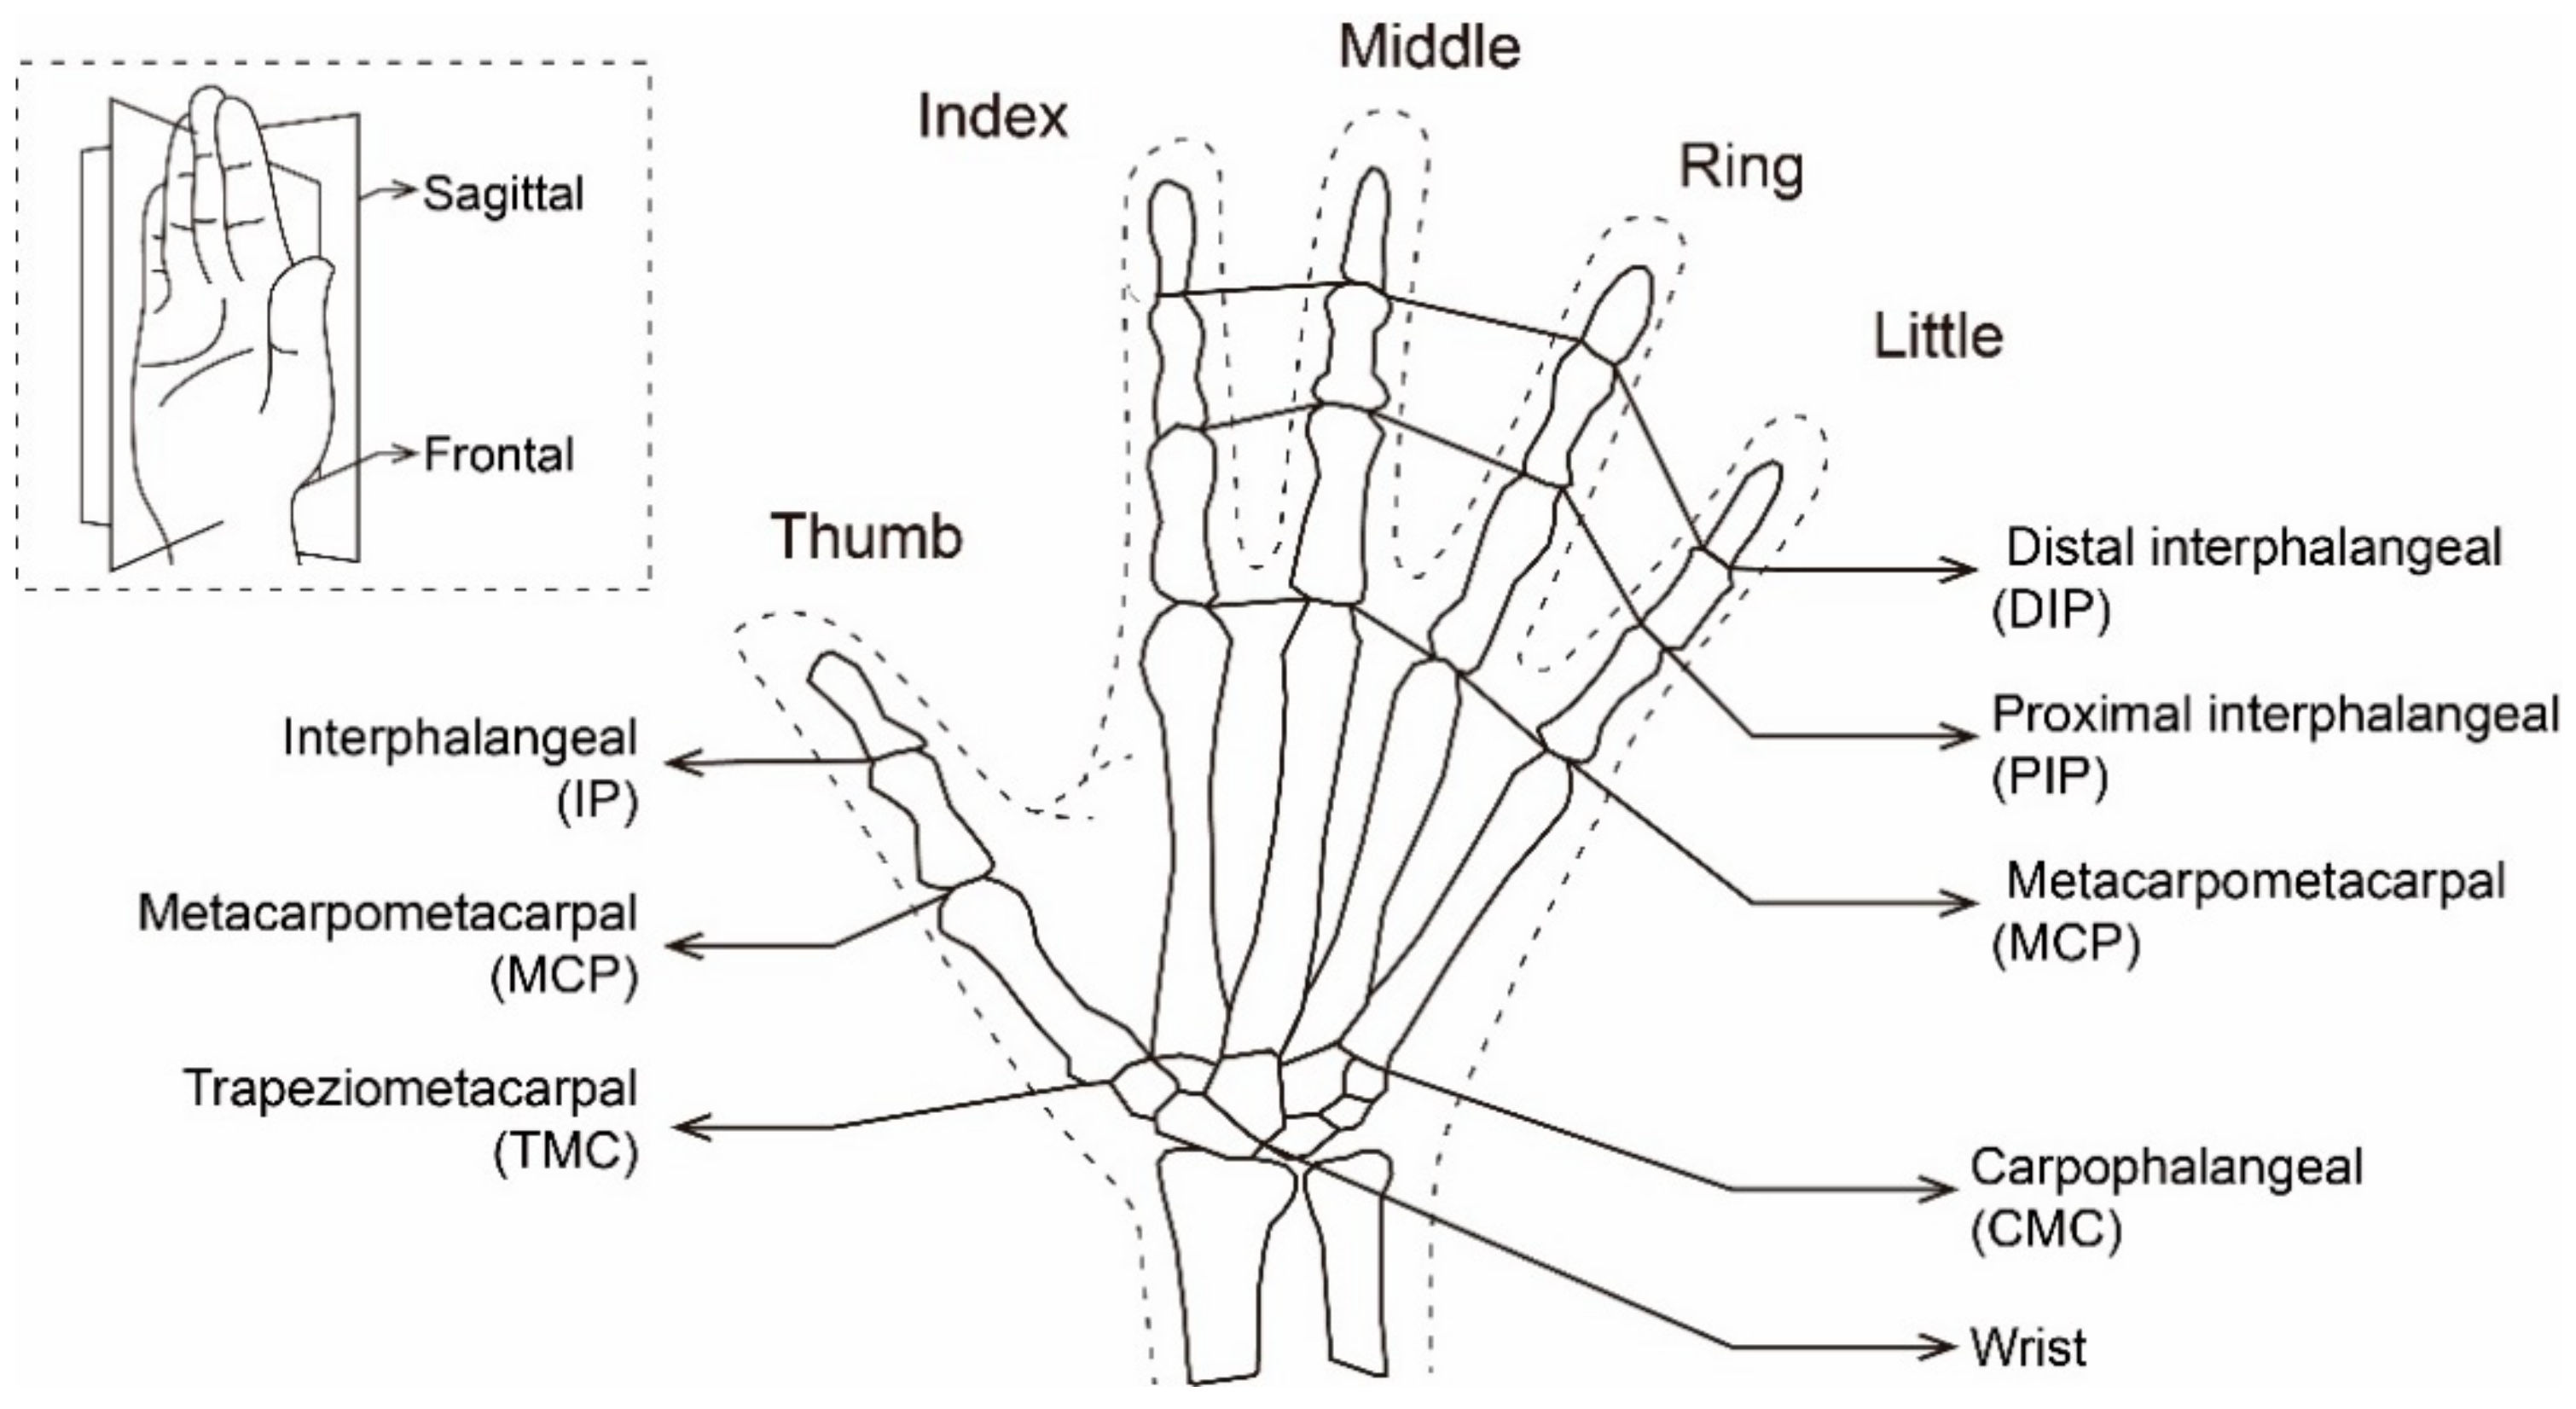 Middle
Index
Ring
Sagittal
Little
Frontal
Thumb
Distal interphalangeal
(DIP)
Interphalangeal
(IP)
Proximal interphalangeal
(PIP)
Metacarpometacarpal
(MCP)
Metacarpometacarpal
(MCP)
Trapeziometacarpal
(TMC)
Carpophalangeal
(CMC)
Wrist